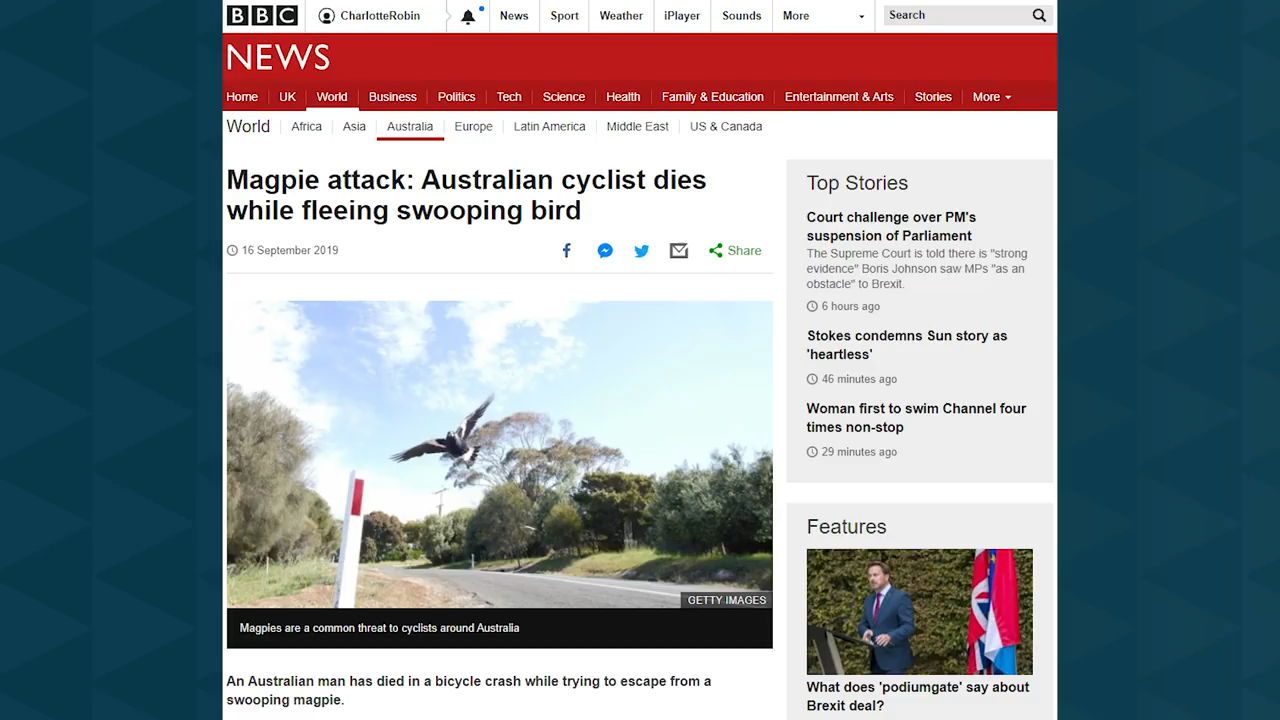 BBC
CharlotteRobin
News
Sport
Weather
iPlayer
Sounds
More
Search
NEWS
Home
UK
World
Business
Politics
Tech
Science
Health
Family & Education
Entertainment & Arts
Stories
More
World
Africa
Asia
Australia
Europe
Latin America
Middle East
US & Canada
Magpie attack: Australian cyclist dies
while fleeing swooping bird
16 September 2019
Share
GETTY IMAGES
Magpies are a common threat to cyclists around Australia
An Australian man has died in a bicycle crash while trying to escape from a
swooping magpie.
Top Stories
Court challenge over PM's
suspension of Parliament
The Supreme Court is told there is "strong
evidence" Boris Johnson saw MPs "as an
obstacle" to Brexit.
6 hours ago
Stokes condemns Sun story as
'heartless'
46 minutes ago
Woman first to swim Channel four
times non-stop
29 minutes ago
Features
What does 'podiumgate' say about
Brexit deal?